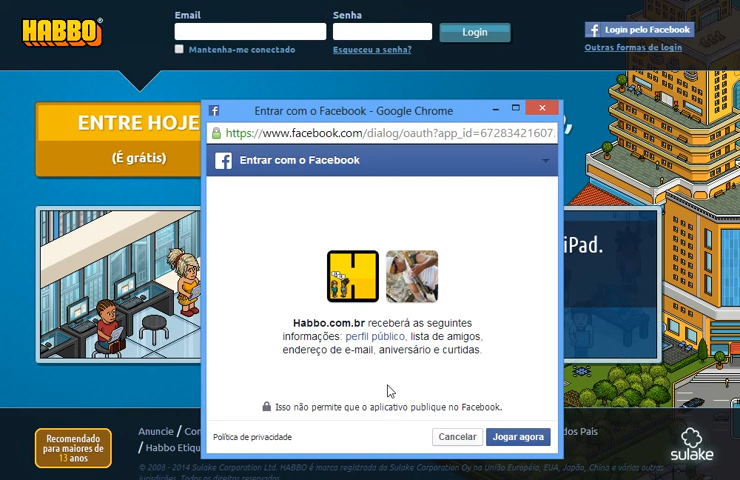 HABBO
Email
Senha
Login
Mantenha-me conectado
Esqueceu a senha?
Login pelo Facebook
Outras formas de login
ENTRE HOJE
(É grátis)
Entrar com o Facebook - Google Chrome
https://www.facebook.com/dialog/oauth?app_id=67283421607.
Entrar com o Facebook
iPad.
Habbo.com.br receberá as seguintes
informações: perfil público, lista de amigos,
endereço de e-mail, aniversário e curtidas.
Isso não permite que o aplicativo publique no Facebook.
Política de privacidade
Cancelar
Jogar agora
Recomendado
para maiores de
13 anos
Anuncie /
dos Pais
/ Habbo
sulake
© 2003 - 2014 Sulake Corporation Ltd. HABBO é marca registrada da Sulake Corporation Oy na União Européia, EUA, Japão, China e várias outras
jurisdições. Todos os direitos reservados.